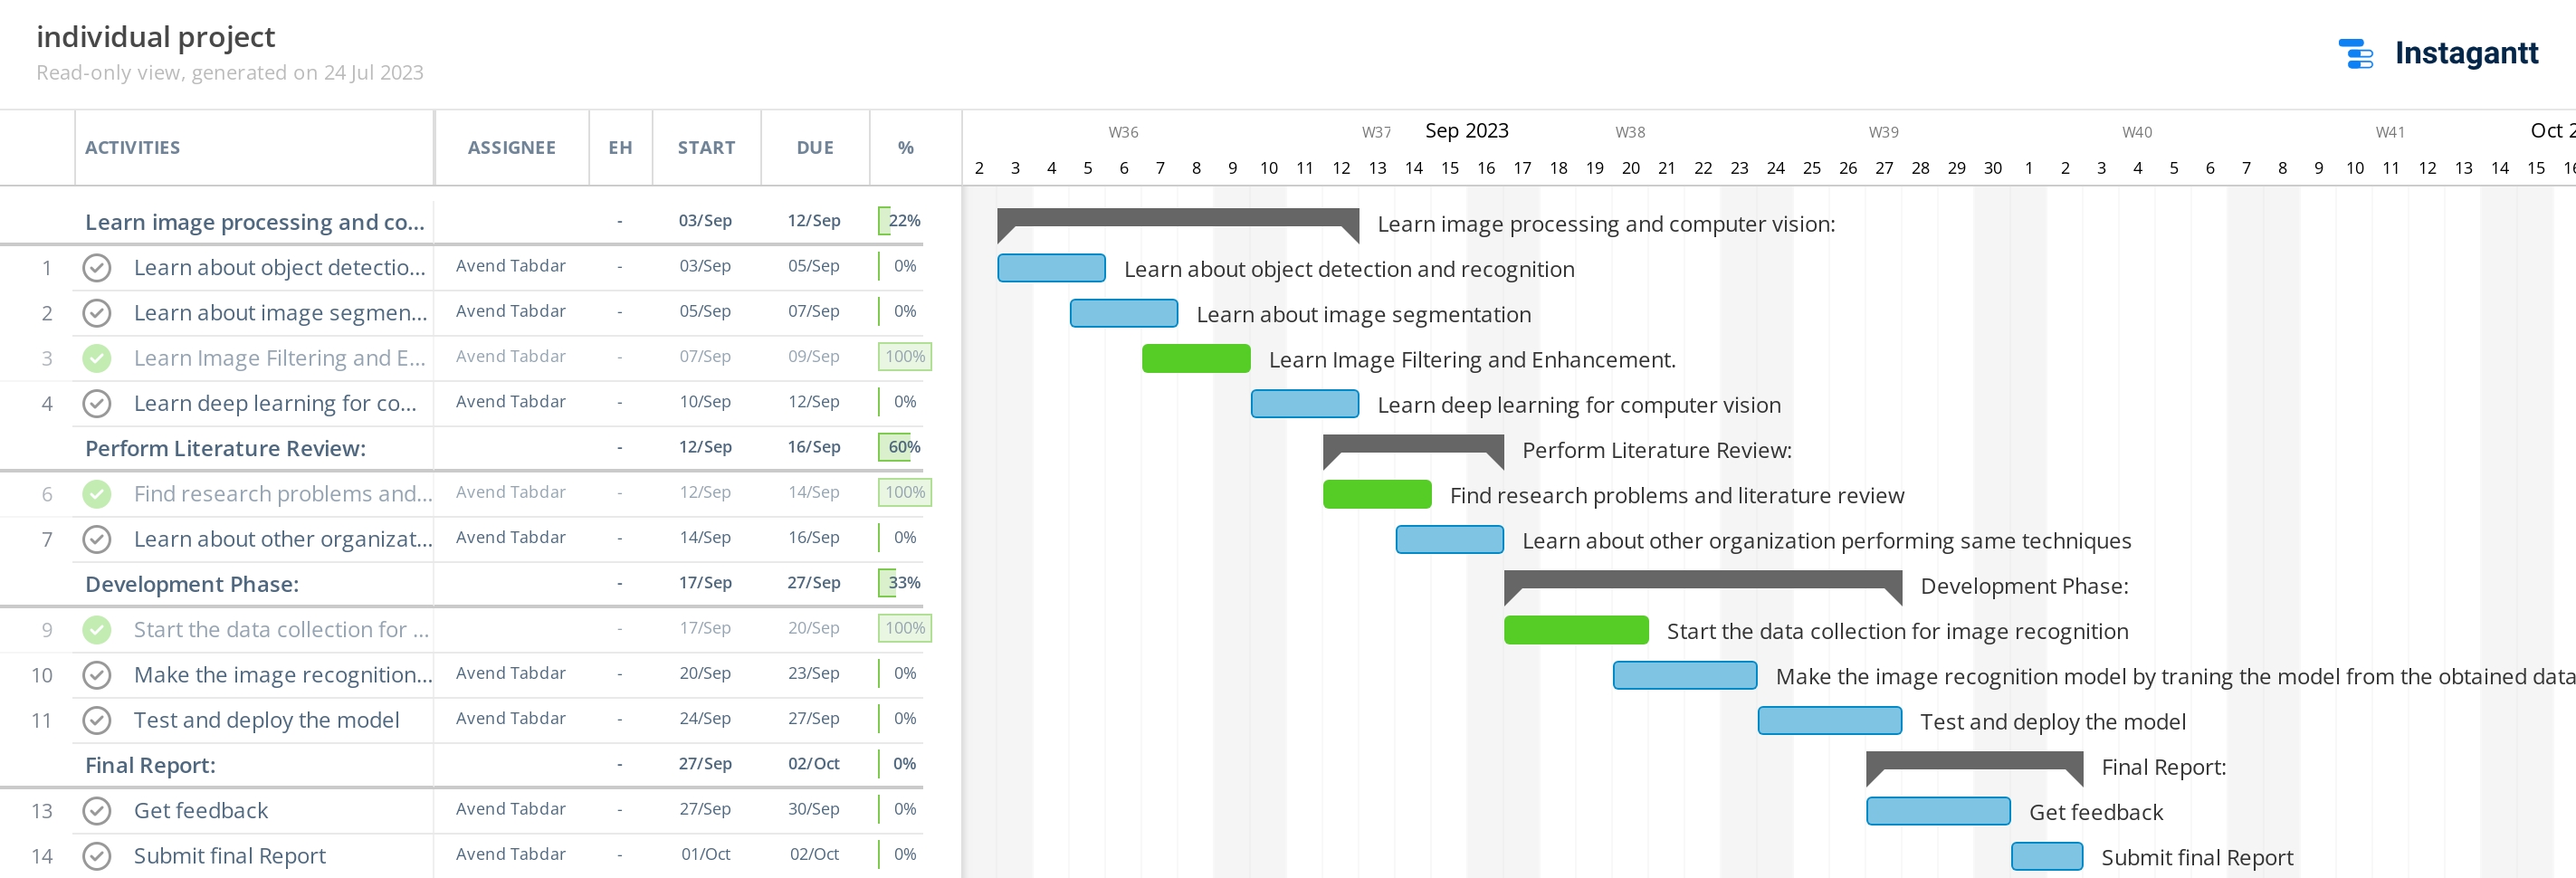 individual project
Read-only view, generated on 24 Jul 2023
Instagantt
ACTIVITIES ASSIGNEE EH START DUE %
W36 W37 Sep 2023 W38 W39 W40 W41 Oct 2
2 3 4 5 6 7 8 9 10 11 12 13 14 15 16 17 18 19 20 21 22 23 24 25 26 27 28 29 30 1 2 3 4 5 6 7 8 9 10 11 12 13 14 15 16
Learn image processing and co... - 03/Sep 12/Sep 22% Learn image processing and computer vision:
1 Learn about object detectio... Avend Tabdar - 03/Sep 05/Sep 0% Learn about object detection and recognition
2 Learn about image segmen... Avend Tabdar - 05/Sep 07/Sep 0% Learn about image segmentation
3 Learn Image Filtering and E... Avend Tabdar - 07/Sep 09/Sep 100% Learn Image Filtering and Enhancement.
4 Learn deep learning for co... Avend Tabdar - 10/Sep 12/Sep 0% Learn deep learning for computer vision
Perform Literature Review: - 12/Sep 16/Sep 60% Perform Literature Review:
6 Find research problems and... Avend Tabdar - 12/Sep 14/Sep 100% Find research problems and literature review
7 Learn about other organizat... Avend Tabdar - 14/Sep 16/Sep 0% Learn about other organization performing same techniques
Development Phase: - 17/Sep 27/Sep 33% Development Phase:
9 Start the data collection for ... - 17/Sep 20/Sep 100% Start the data collection for image recognition
10 Make the image recognition... Avend Tabdar - 20/Sep 23/Sep 0% Make the image recognition model by traning the model from the obtained data
11 Test and deploy the model Avend Tabdar - 24/Sep 27/Sep 0% Test and deploy the model
Final Report: - 27/Sep 02/Oct 0% Final Report:
13 Get feedback Avend Tabdar - 27/Sep 30/Sep 0% Get feedback
14 Submit final Report Avend Tabdar - 01/Oct 02/Oct 0% Submit final Report